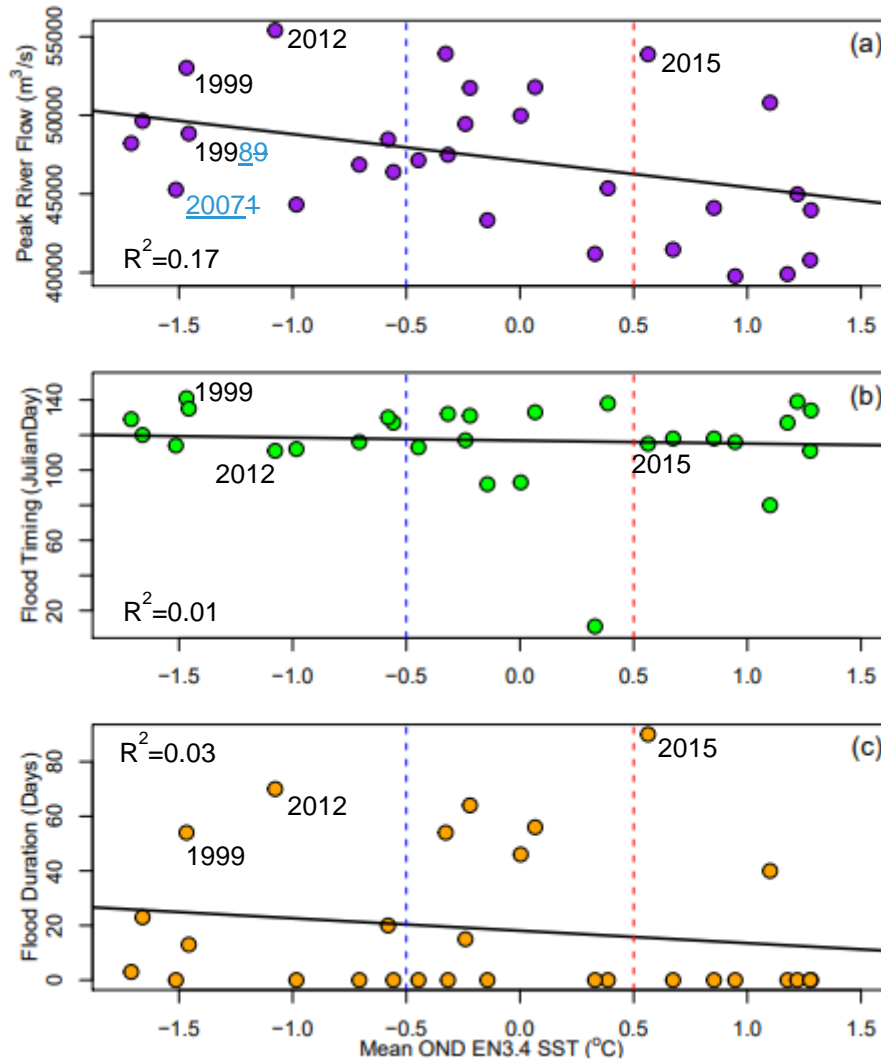 (a)
Peak River Flow (m³/s)
55000
50000
45000
40000
2012
1999
2015
19989
20071
R²=0.17
−1.5 −1.0 −0.5 0.0 0.5 1.0 1.5
(b)
Flood Timing (JulianDay)
140
100
60
20
1999
2012
2015
R²=0.01
−1.5 −1.0 −0.5 0.0 0.5 1.0 1.5
(c)
Flood Duration (Days)
80
60
40
20
0
R²=0.03
2015
2012
1999
−1.5 −1.0 −0.5 0.0 0.5 1.0 1.5
Mean OND EN3.4 SST (°C)